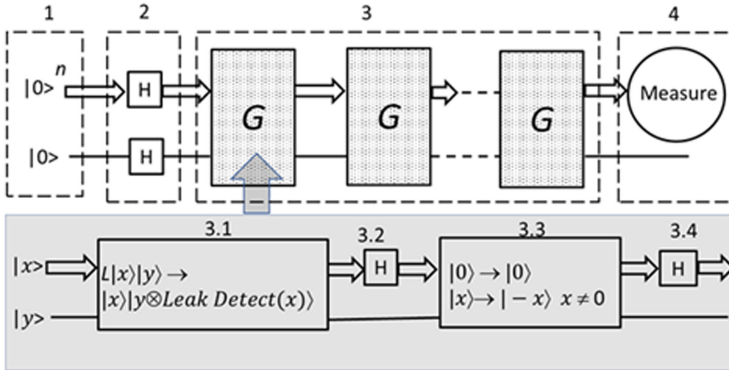 1 2 3 4
|0>ⁿ H G G G Measure
|0> H
3.1 3.2 3.3 3.4
|x> L|x⟩|y⟩ → H |0⟩→|0⟩ H
|x⟩|y⊗Leak Detect(x)⟩ |x⟩→|−x⟩ x≠0
|y>